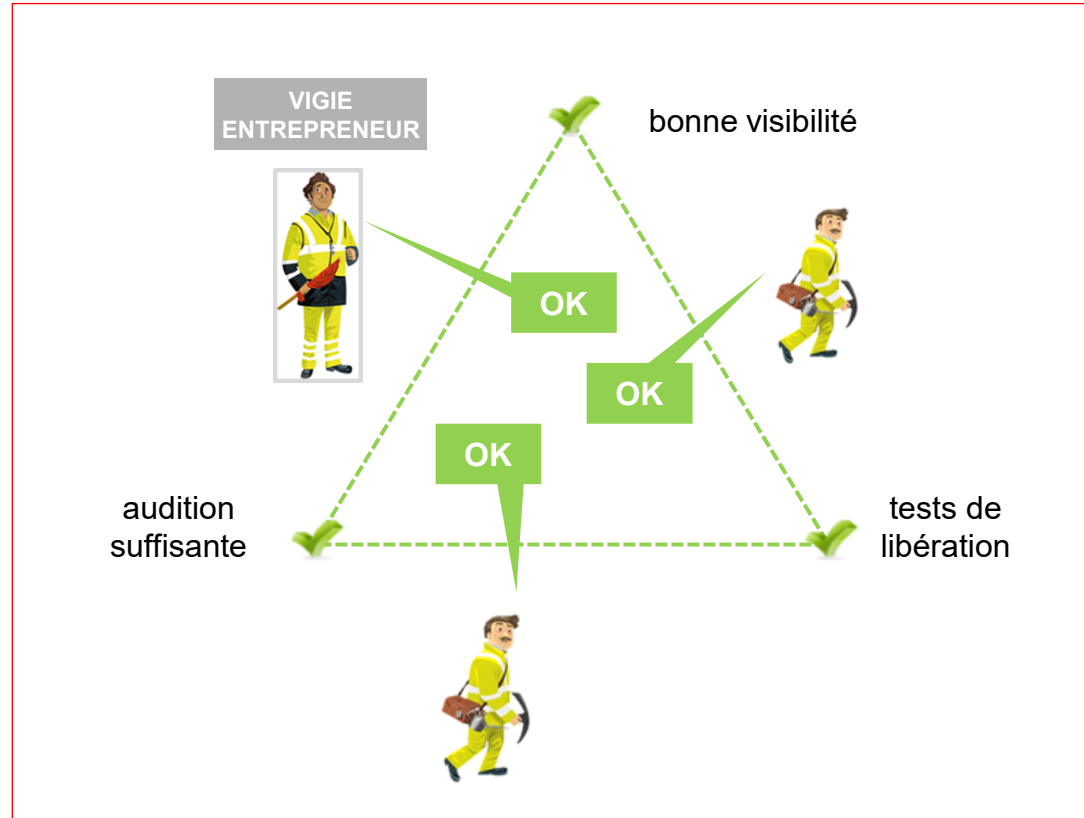 VIGIE
ENTREPRENEUR
bonne visibilité
OK
OK
OK
audition
suffisante
tests de
libération